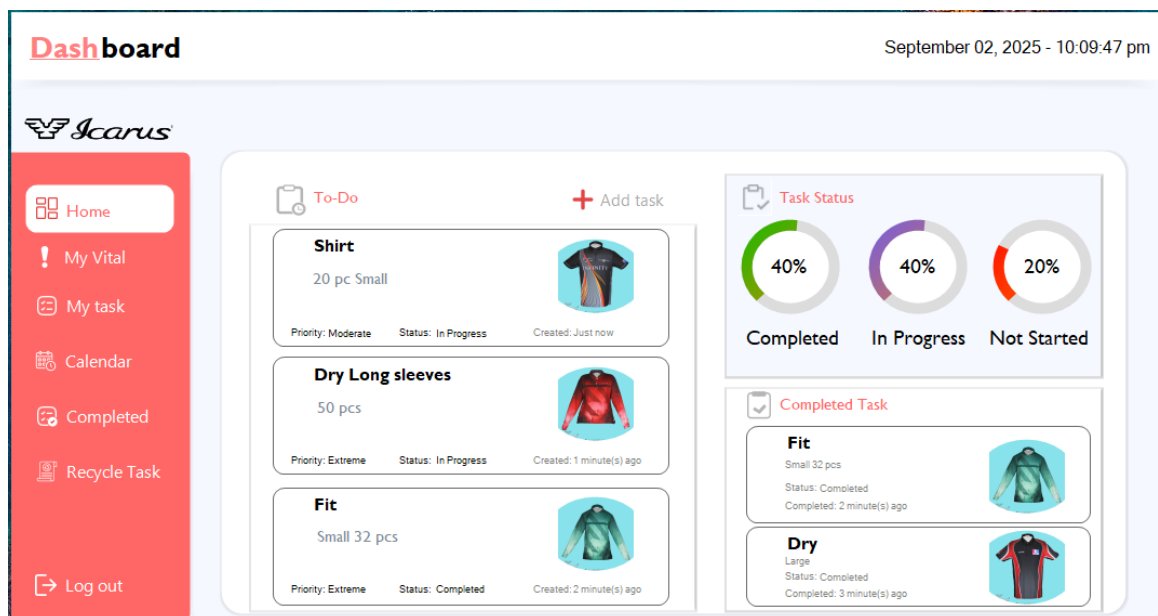 Dashboard
September 02, 2025 - 10:09:47 pm
Icarus
Home
My Vital
My task
Calendar
Completed
Recycle Task
Log out
To-Do
Add task
Shirt
20 pc Small
Priority: Moderate Status: In Progress Created: Just now
Dry Long sleeves
50 pcs
Priority: Extreme Status: In Progress Created: 1 minute(s) ago
Fit
Small 32 pcs
Priority: Extreme Status: Completed Created: 2 minute(s) ago
Task Status
40% 40% 20%
Completed In Progress Not Started
Completed Task
Fit
Small 32 pcs
Status: Completed
Completed: 2 minute(s) ago
Dry
Large
Status: Completed
Completed: 3 minute(s) ago